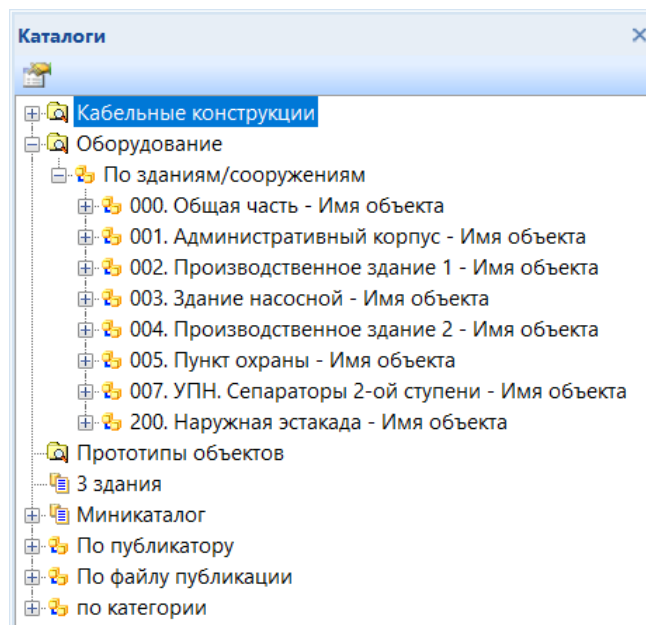 Каталоги
Кабельные конструкции
Оборудование
По зданиям/сооружениям
000. Общая часть - Имя объекта
001. Административный корпус - Имя объекта
002. Производственное здание 1 - Имя объекта
003. Здание насосной - Имя объекта
004. Производственное здание 2 - Имя объекта
005. Пункт охраны - Имя объекта
007. УПН. Сепараторы 2-ой ступени - Имя объекта
200. Наружная эстакада - Имя объекта
Прототипы объектов
3 здания
Миникаталог
По публикатору
По файлу публикации
по категории